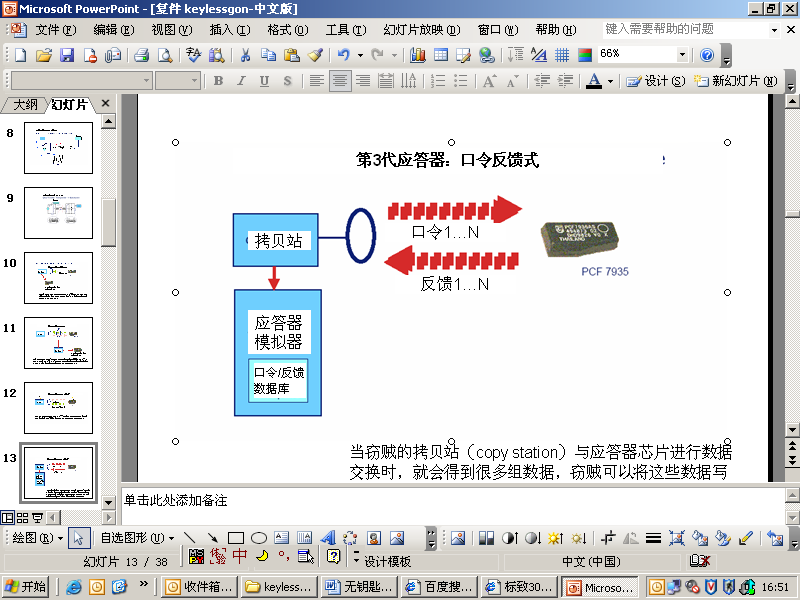 Microsoft PowerPoint - [复件 keylessgon-中文版]
文件(F) 编辑(E) 视图(V) 插入(I) 格式(O) 工具(T) 幻灯片放映(D) 窗口(W) 帮助(H) 键入需要帮助的问题
66%
B I U S A A A 设计(S) 新幻灯片(N)
大纲 幻灯片
8
9
10
11
12
13
第3代应答器：口令反馈式
拷贝站
口令1…N
反馈1…N
PCF 7935
应答器
模拟器
口令/反馈
数据库
当窃贼的拷贝站（copy station）与应答器芯片进行数据
交换时，就会得到很多组数据，窃贼可以将这些数据写
单击此处添加备注
绘图(R) 自选图形(U)
幻灯片 13 / 38 中 设计模板 中文(中国)
开始 收件箱... keyless... 无钥匙... 百度搜... 标致30... Microso... 16:51